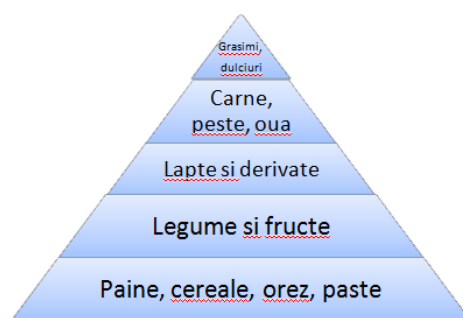 Grasimi,
dulciuri
Carne,
peste, oua
Lapte si derivate
Legume si fructe
Paine, cereale, orez, paste